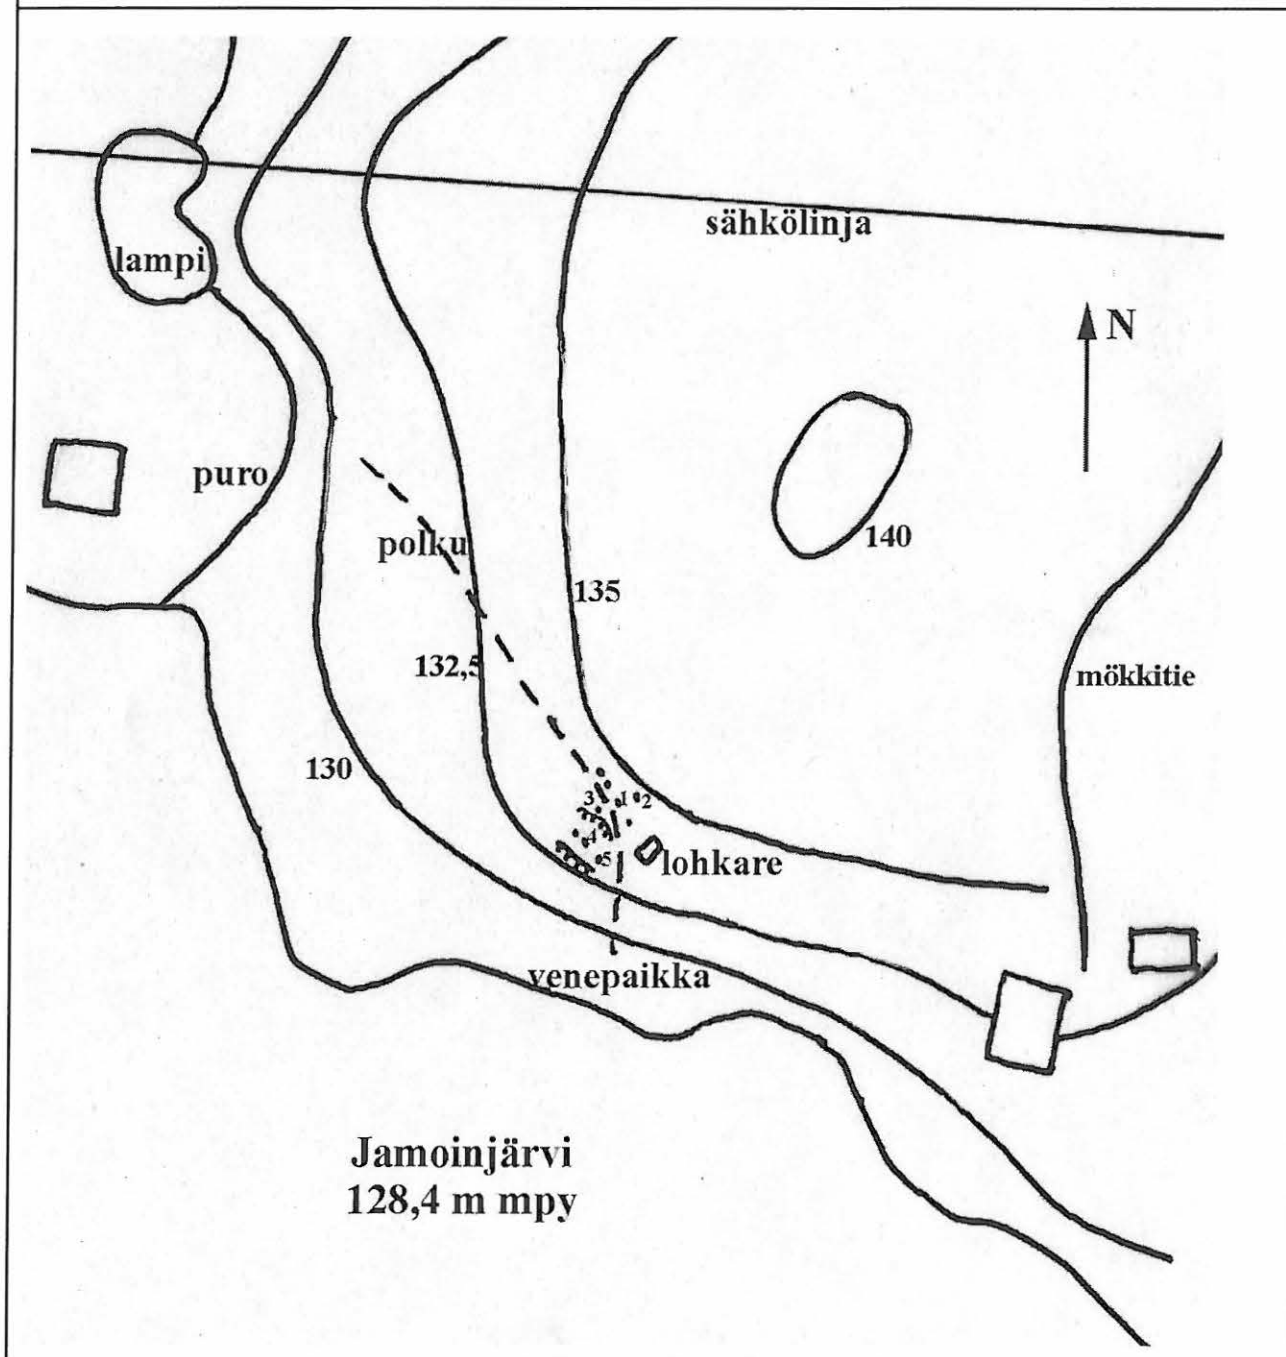 sähkölinja
lampi
N
puro
polku
140
135
132,5
mökkitie
130
3 1 2
4
5
lohkare
venepaikka
Jamoinjärvi
128,4 m mpy